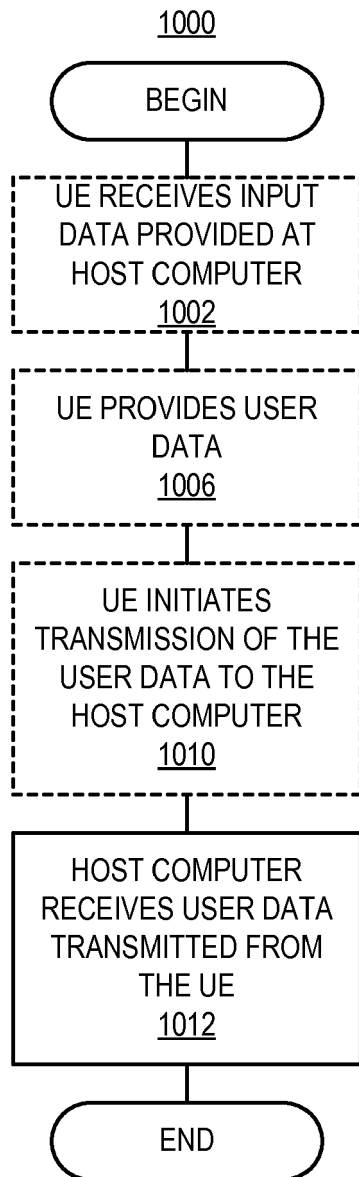 1000
BEGIN
UE RECEIVES INPUT
DATA PROVIDED AT
HOST COMPUTER
1002
UE PROVIDES USER
DATA
1006
UE INITIATES
TRANSMISSION OF THE
USER DATA TO THE
HOST COMPUTER
1010
HOST COMPUTER
RECEIVES USER DATA
TRANSMITTED FROM
THE UE
1012
END